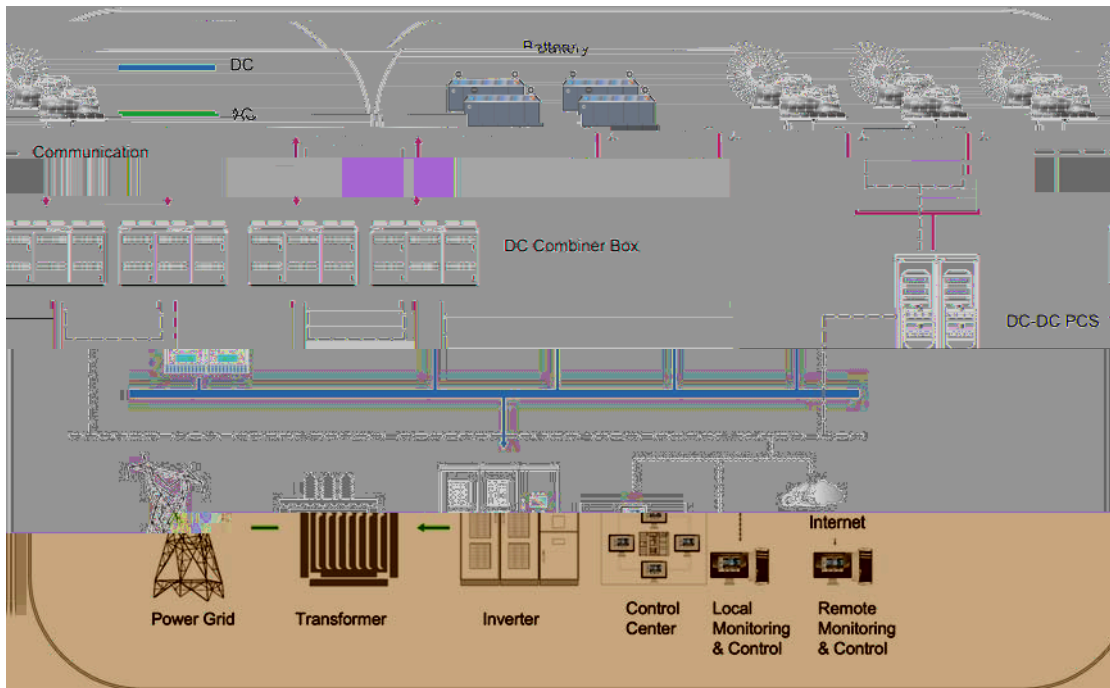 Battery
DC
AC
Communication
DC Combiner Box
DC-DC PCS
Internet
Power Grid
Transformer
Inverter
Control
Center
Local
Monitoring
& Control
Remote
Monitoring
& Control